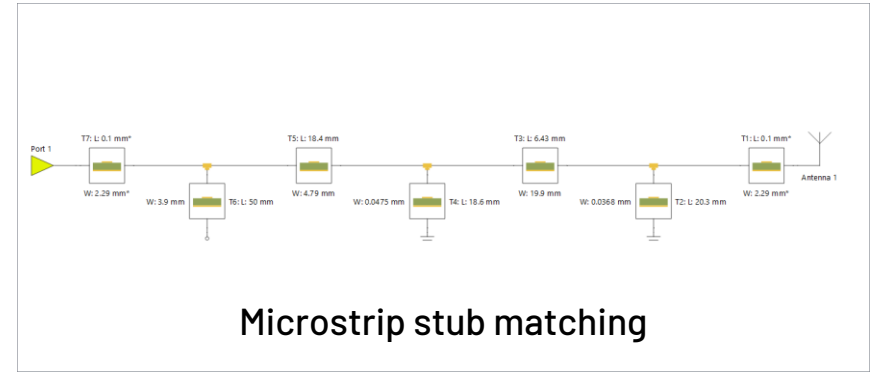 T7: L: 0.1 mm*
T5: L: 18.4 mm
T3: L: 6.43 mm
T1: L: 0.1 mm*
Port 1
Antenna 1
W: 2.29 mm*
W: 4.79 mm
W: 19.9 mm
W: 2.29 mm*
W: 3.9 mm
T6: L: 50 mm
W: 0.0475 mm
T4: L: 18.6 mm
W: 0.0368 mm
T2: L: 20.3 mm
Microstrip stub matching